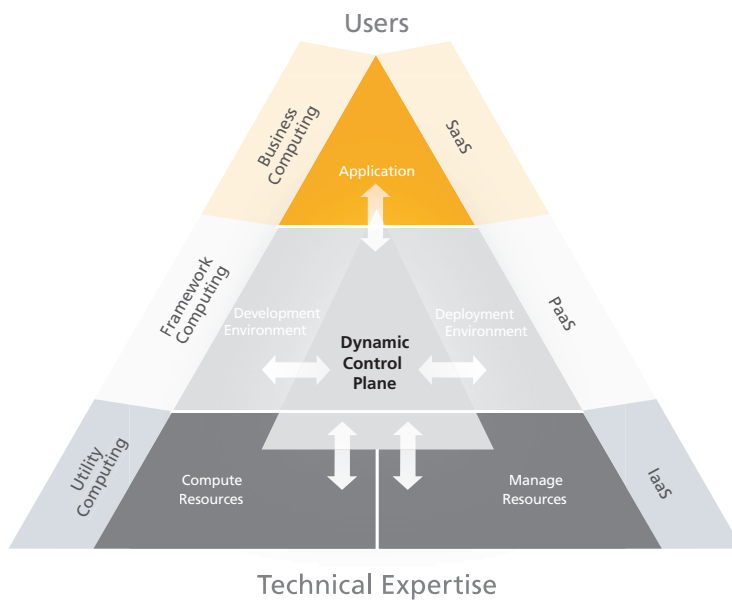 Users
Business
Computing
SaaS
Application
Framework
Computing
PaaS
Development
Environment
Deployment
Environment
Dynamic
Control
Plane
Utility
Computing
IaaS
Compute
Resources
Manage
Resources
Technical Expertise